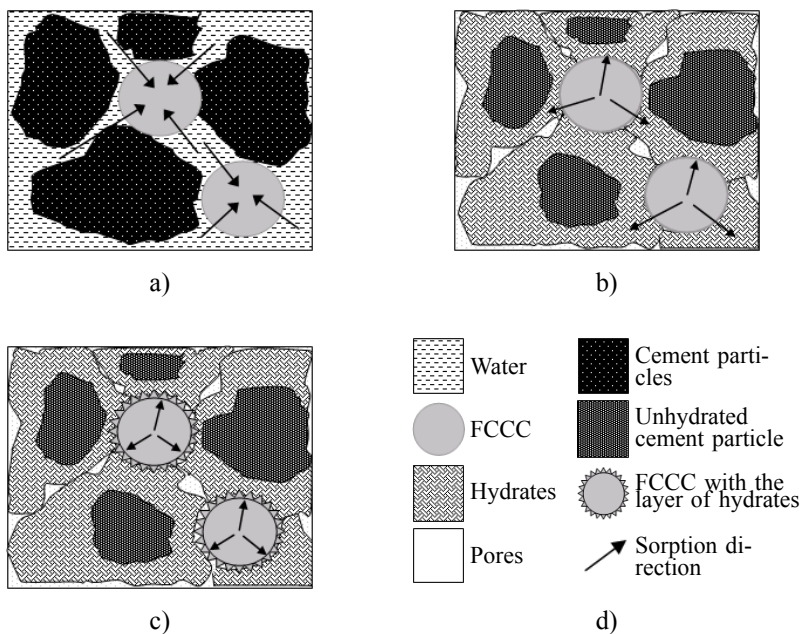 a)
b)
c)
Water
FCCC
Hydrates
Pores
Cement parti-
cles
Unhydrated
cement particle
FCCC with the
layer of hydrates
Sorption di-
rection
d)